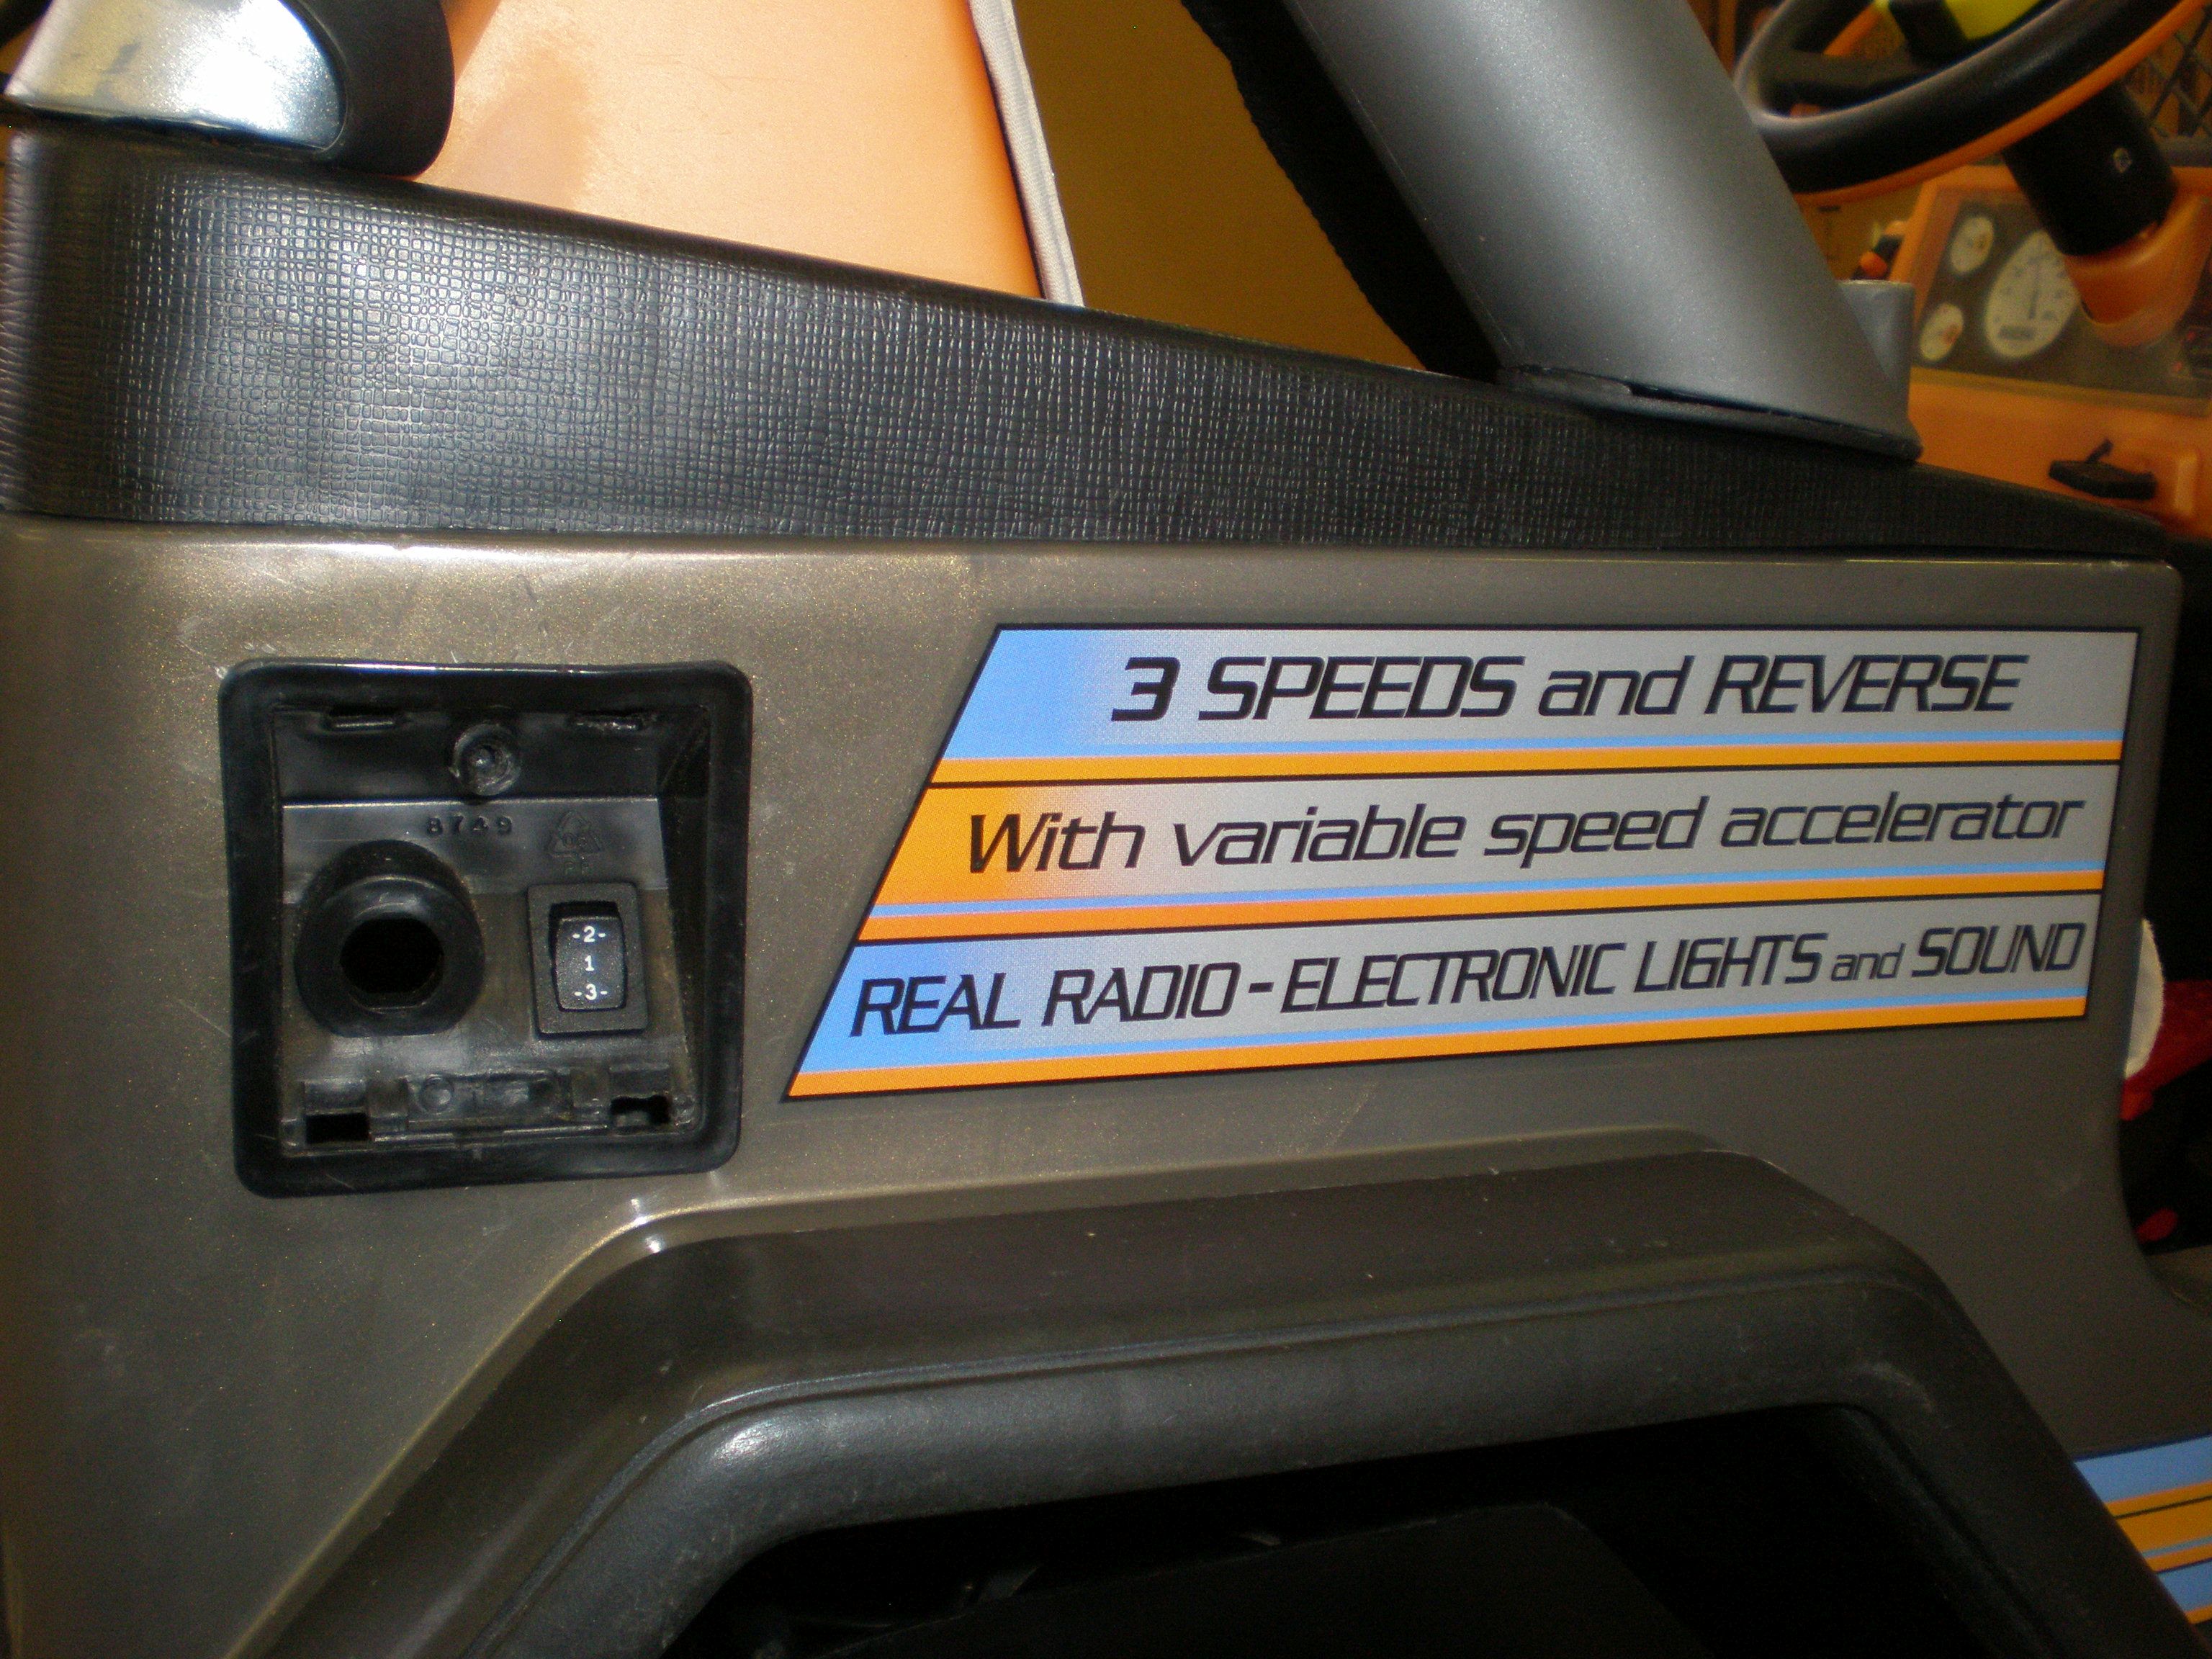 3 SPEEDS and REVERSE
With variable speed accelerator
REAL RADIO - ELECTRONIC LIGHTS and SOUND
8749
-2-
1
-3-